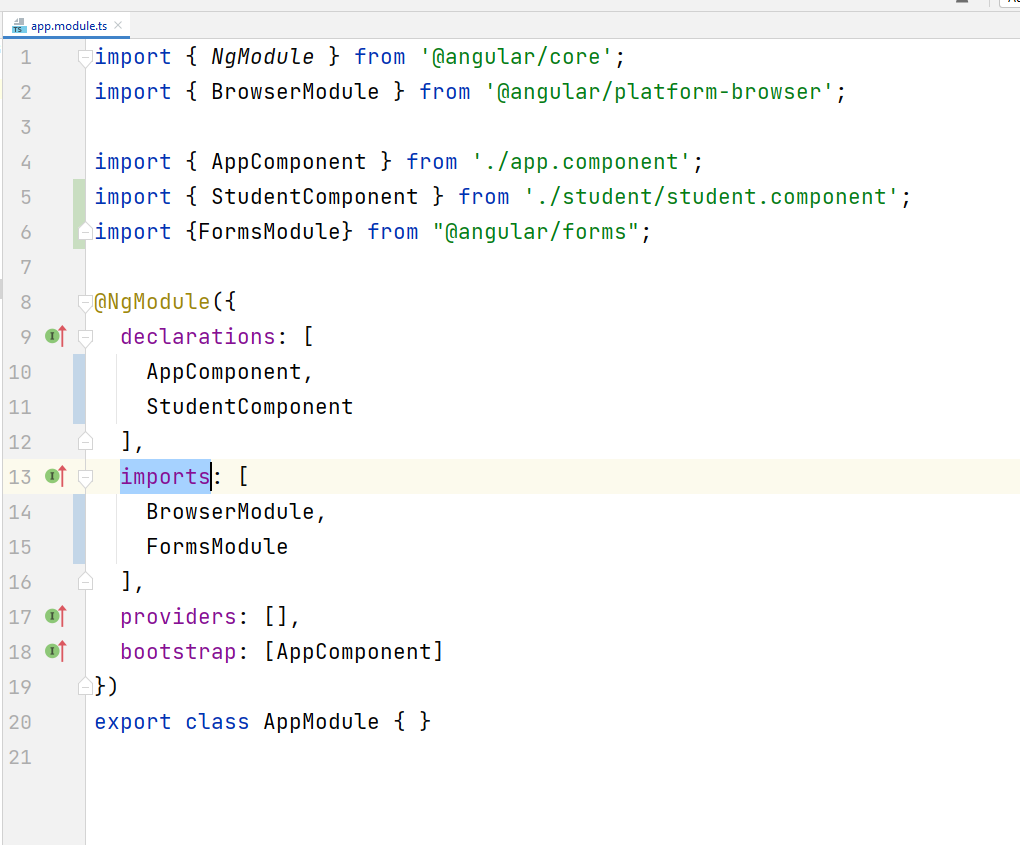 app.module.ts
1 import { NgModule } from '@angular/core';
2 import { BrowserModule } from '@angular/platform-browser';
3
4 import { AppComponent } from './app.component';
5 import { StudentComponent } from './student/student.component';
6 import {FormsModule} from "@angular/forms";
7
8 @NgModule({
9   declarations: [
10     AppComponent,
11     StudentComponent
12   ],
13   imports: [
14     BrowserModule,
15     FormsModule
16   ],
17   providers: [],
18   bootstrap: [AppComponent]
19 })
20 export class AppModule { }
21